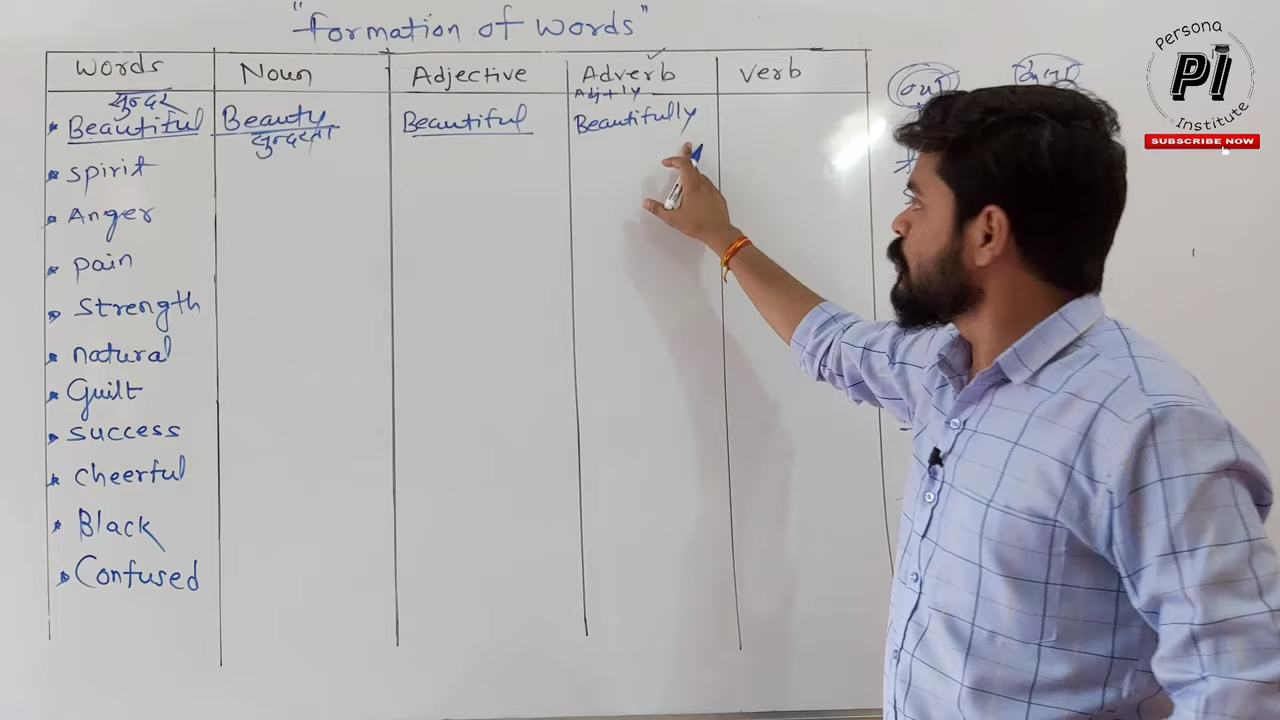 "Formation of words"
words Noun Adjective Adverb verb
Adj+ly
सुन्दर
Beautiful Beauty Beautiful Beautifully
सुन्दरता
spirit
Anger
pain
strength
natural
Guilt
success
cheerful
Black
Confused
Persona
PI
Institute
SUBSCRIBE NOW